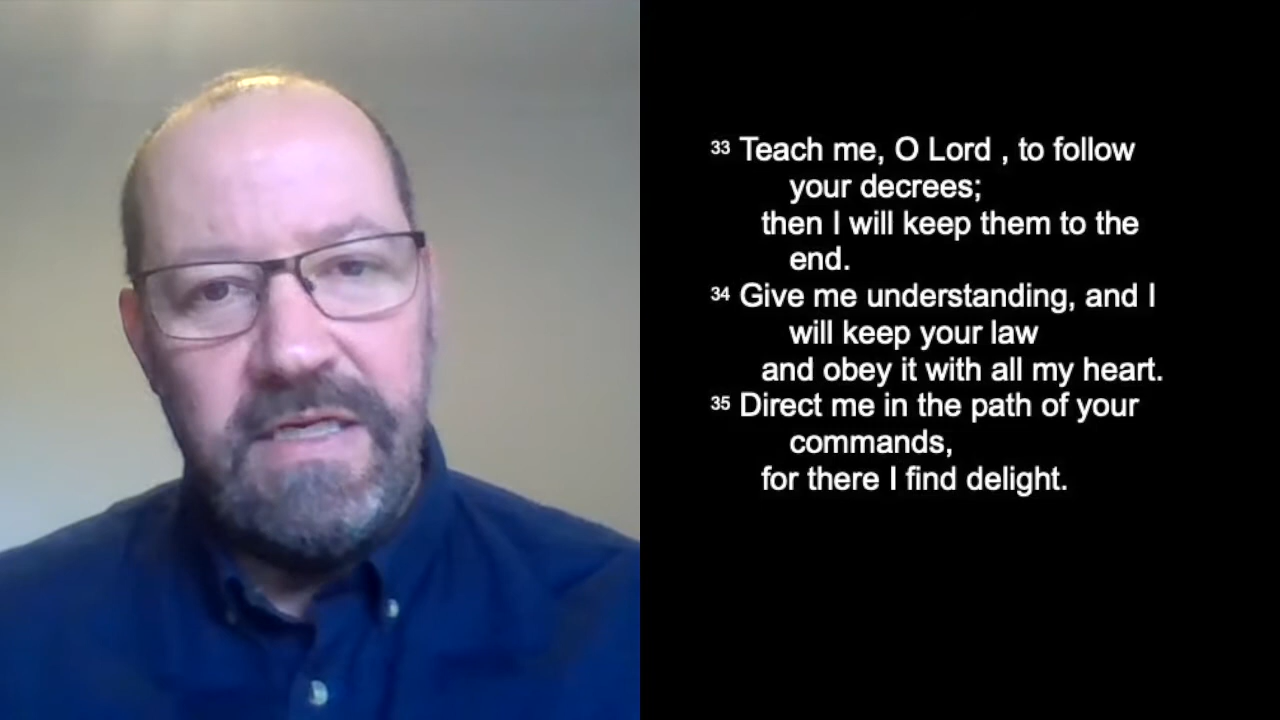 33 Teach me, O Lord , to follow
your decrees;
then I will keep them to the
end.
34 Give me understanding, and I
will keep your law
and obey it with all my heart.
35 Direct me in the path of your
commands,
for there I find delight.